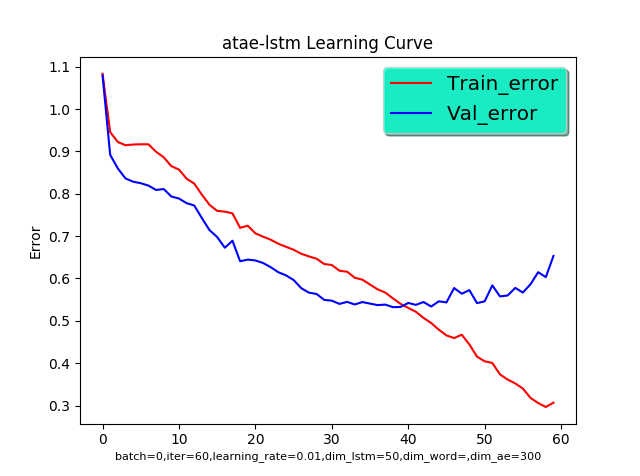 atae-lstm Learning Curve
Train_error
Val_error
Error
1.1
1.0
0.9
0.8
0.7
0.6
0.5
0.4
0.3
0 10 20 30 40 50 60
batch=0,iter=60,learning_rate=0.01,dim_lstm=50,dim_word=,dim_ae=300